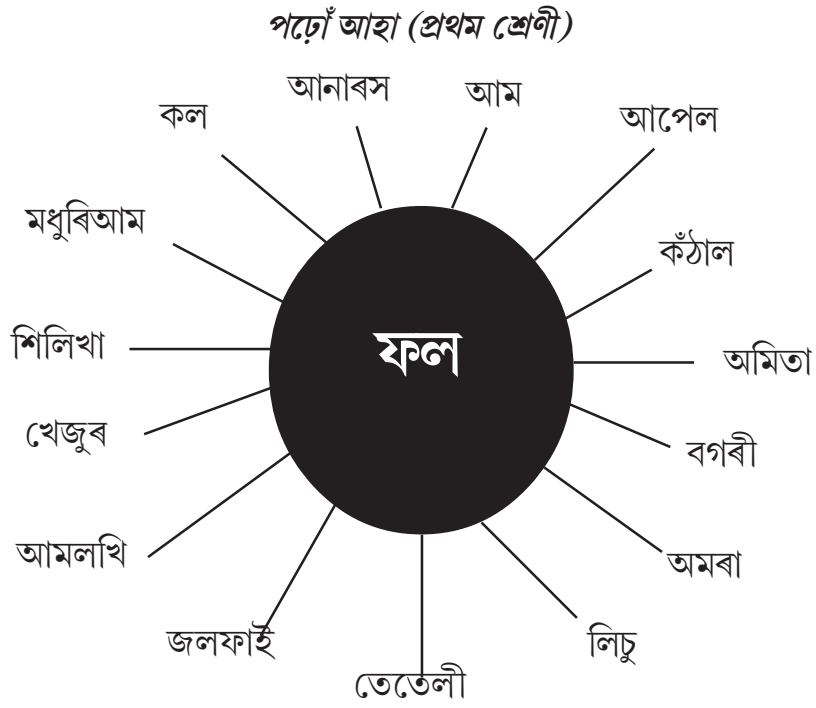 পঢ়োঁ আহা (প্ৰথম শ্ৰেণী)
আনাৰস
আম
কল
আপেল
মধুৰিআম
কঁঠাল
ফল
শিলিখা
অমিতা
খেজুৰ
বগৰী
আমলখি
অমৰা
জলফাই
লিচু
তেতেলী